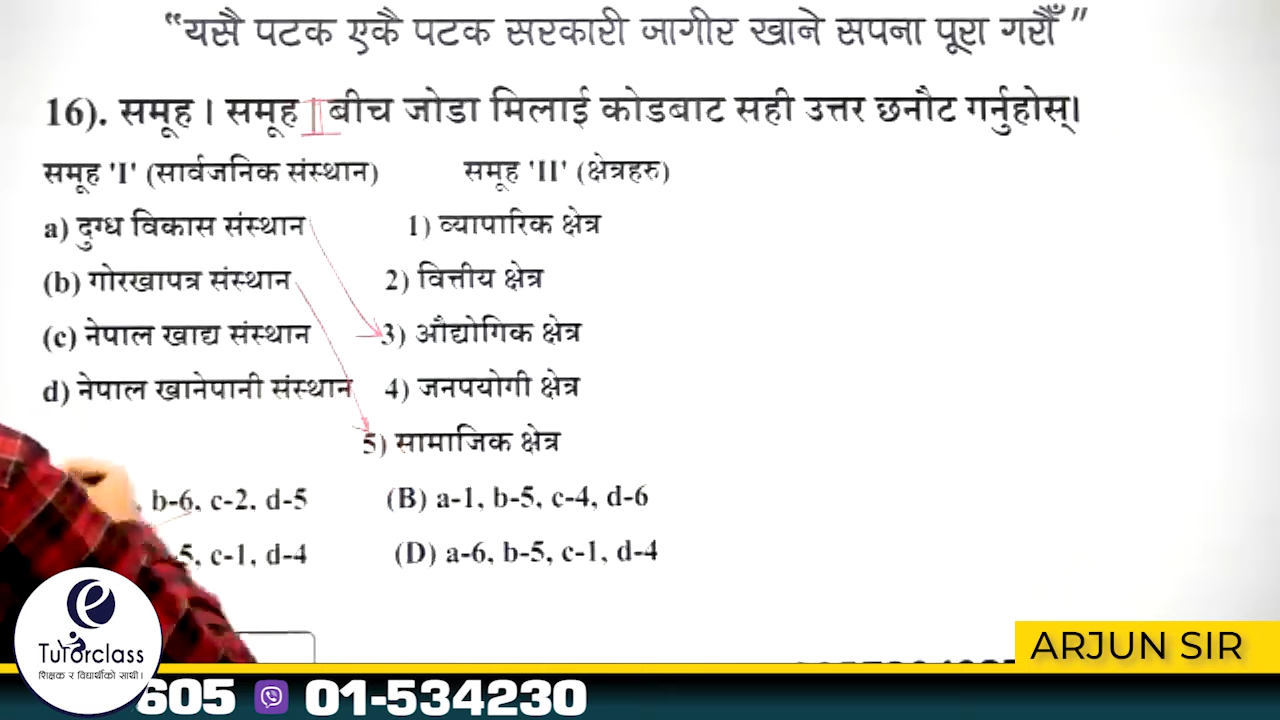 “यसै पटक एकै पटक सरकारी जागीर खाने सपना पूरा गरौँ”
16). समूह । समूह II बीच जोडा मिलाई कोडबाट सही उत्तर छनौट गर्नुहोस्।
समूह 'I' (सार्वजनिक संस्थान) समूह 'II' (क्षेत्रहरु)
a) दुग्ध विकास संस्थान 1) व्यापारिक क्षेत्र
(b) गोरखापत्र संस्थान 2) वित्तीय क्षेत्र
(c) नेपाल खाद्य संस्थान 3) औद्योगिक क्षेत्र
d) नेपाल खानेपानी संस्थान 4) जनपयोगी क्षेत्र
5) सामाजिक क्षेत्र
b-6, c-2, d-5 (B) a-1, b-5, c-4, d-6
5, c-1, d-4 (D) a-6, b-5, c-1, d-4
ARJUN SIR
Tutorclass
शिक्षक र विद्यार्थीको साथी।
605 01-534230